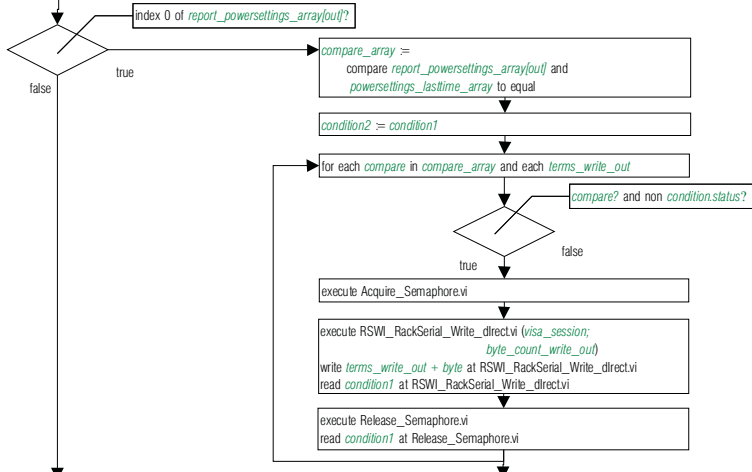 index 0 of report_powersettings_array[out]?
true
false
compare_array :=
compare report_powersettings_array[out] and
powersettings_lasttime_array to equal
condition2 := condition1
for each compare in compare_array and each terms_write_out
compare? and non condition.status?
true
false
execute Acquire_Semaphore.vi
execute RSWI_RackSerial_Write_dIrect.vi (visa_session;
byte_count_write_out)
write terms_write_out + byte at RSWI_RackSerial_Write_dIrect.vi
read condition1 at RSWI_RackSerial_Write_dIrect.vi
execute Release_Semaphore.vi
read condition1 at Release_Semaphore.vi